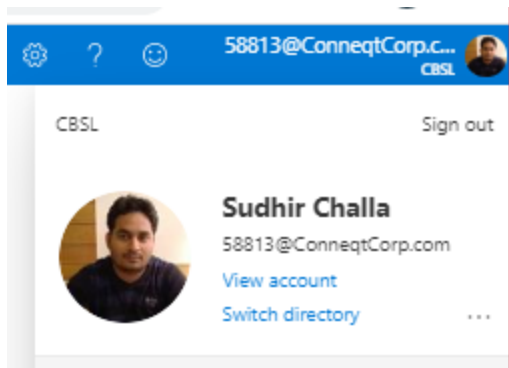 58813@ConneqtCorp.c...
CBSL
CBSL
Sign out
Sudhir Challa
58813@ConneqtCorp.com
View account
Switch directory
...